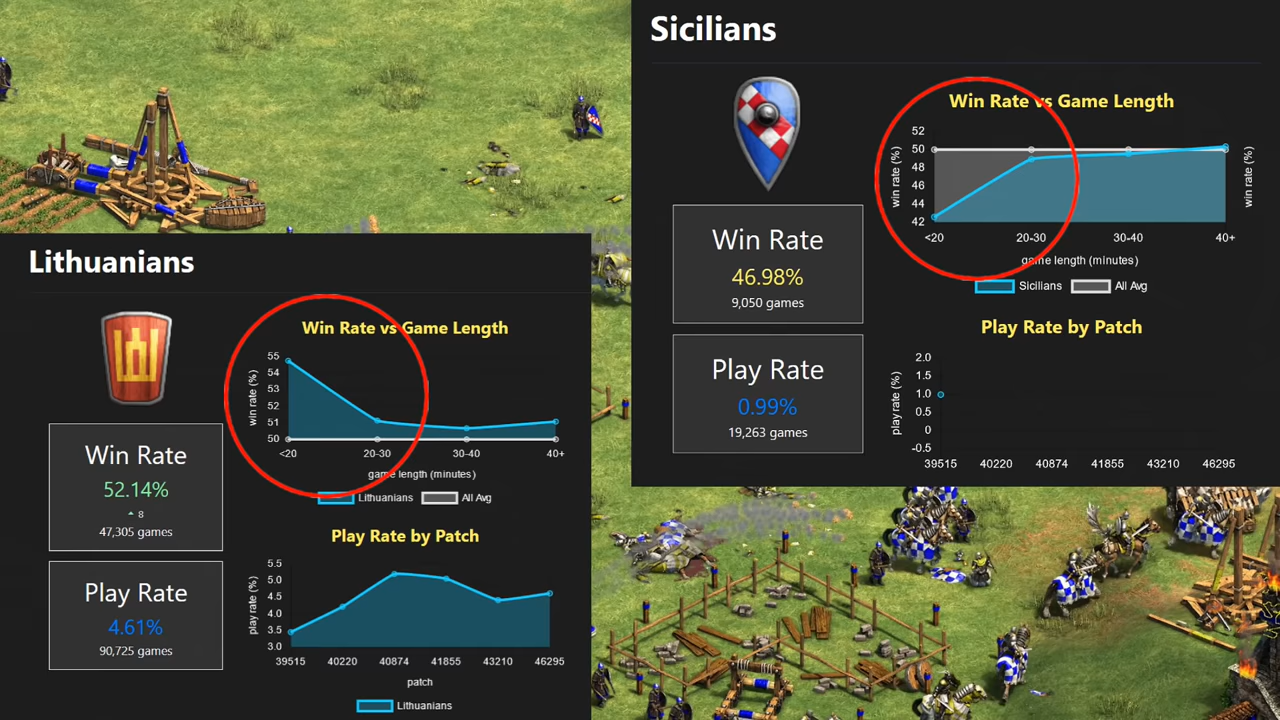 Sicilians
Win Rate vs Game Length
52
50
48
46
44
42
win rate (%)
win rate (%)
<20 20-30 30-40 40+
game length (minutes)
Sicilians All Avg
Win Rate
46.98%
9,050 games
Play Rate
0.99%
19,263 games
Play Rate by Patch
2.0
1.5
1.0
0.5
0
-0.5
play rate (%)
39515 40220 40874 41855 43210 46295
Lithuanians
Win Rate vs Game Length
55
54
53
52
51
50
win rate (%)
<20 20-30 30-40 40+
game length (minutes)
Lithuanians All Avg
Win Rate
52.14%
▲ 8
47,305 games
Play Rate
4.61%
90,725 games
Play Rate by Patch
5.5
5.0
4.5
4.0
3.5
3.0
play rate (%)
39515 40220 40874 41855 43210 46295
patch
Lithuanians